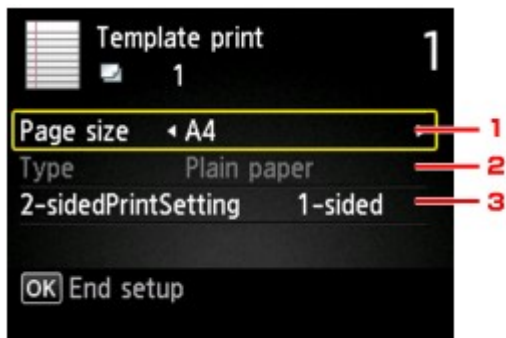 Template print
1
1
Page size A4
1
Type Plain paper
2
2-sidedPrintSetting 1-sided
3
OK End setup